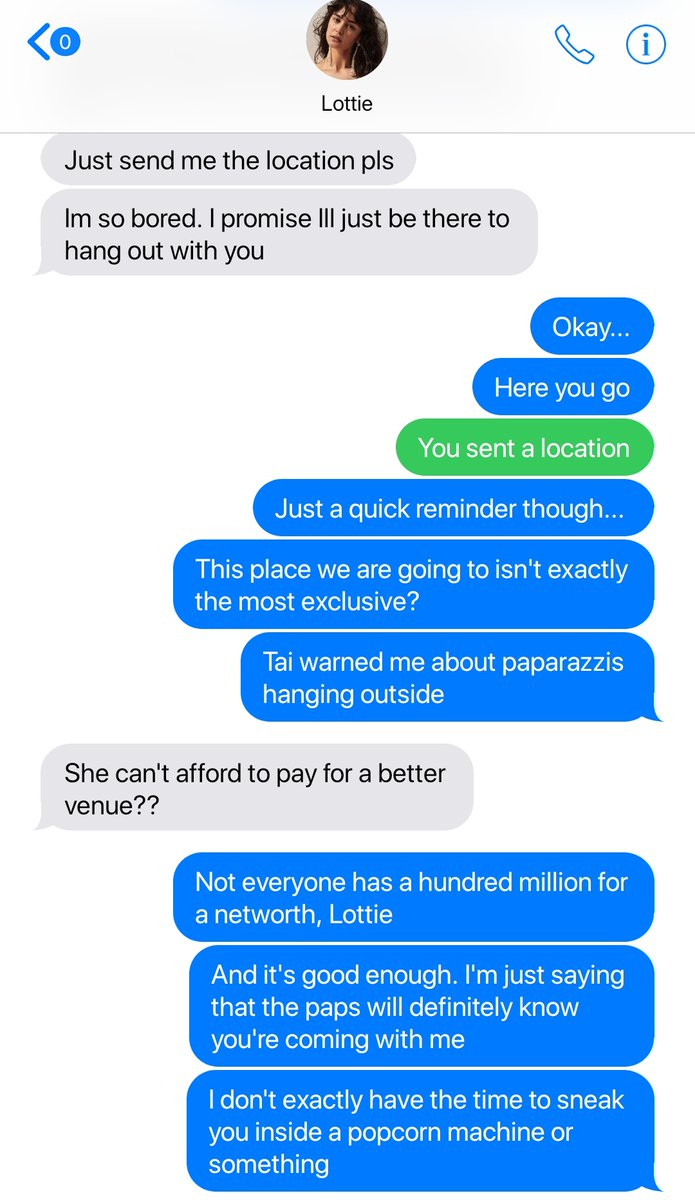 0
Lottie
Just send me the location pls
Im so bored. I promise Ill just be there to
hang out with you
Okay...
Here you go
You sent a location
Just a quick reminder though...
This place we are going to isn't exactly
the most exclusive?
Tai warned me about paparazzis
hanging outside
She can't afford to pay for a better
venue??
Not everyone has a hundred million for
a networth, Lottie
And it's good enough. I'm just saying
that the paps will definitely know
you're coming with me
I don't exactly have the time to sneak
you inside a popcorn machine or
something